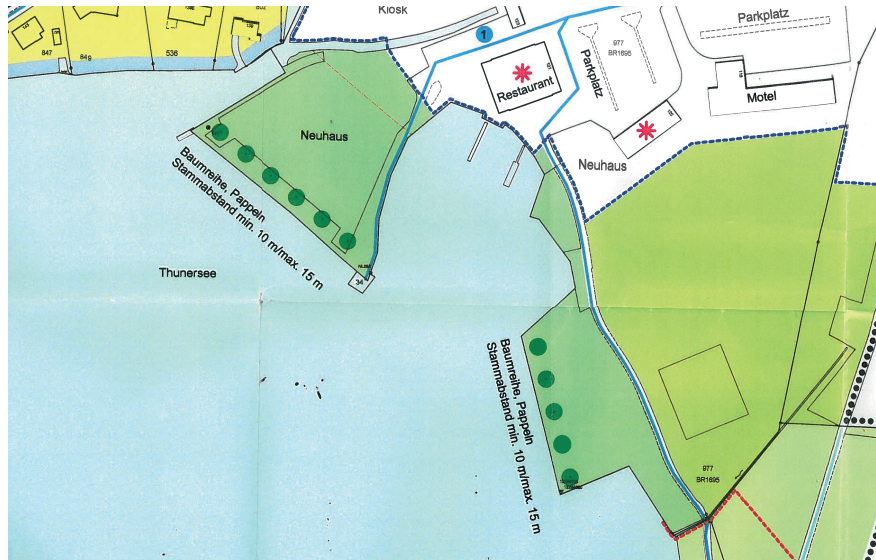 Kiosk
Parkplatz
847
849
536
1
977
BR1695
Restaurant
Parkplatz
Motel
Neuhaus
Neuhaus
Baumreihe, Pappeln
Stammabstand min. 10 m/max. 15 m
Thunersee
34
Baumreihe, Pappeln
Stammabstand min. 10 m/max. 15 m
977
BR1695